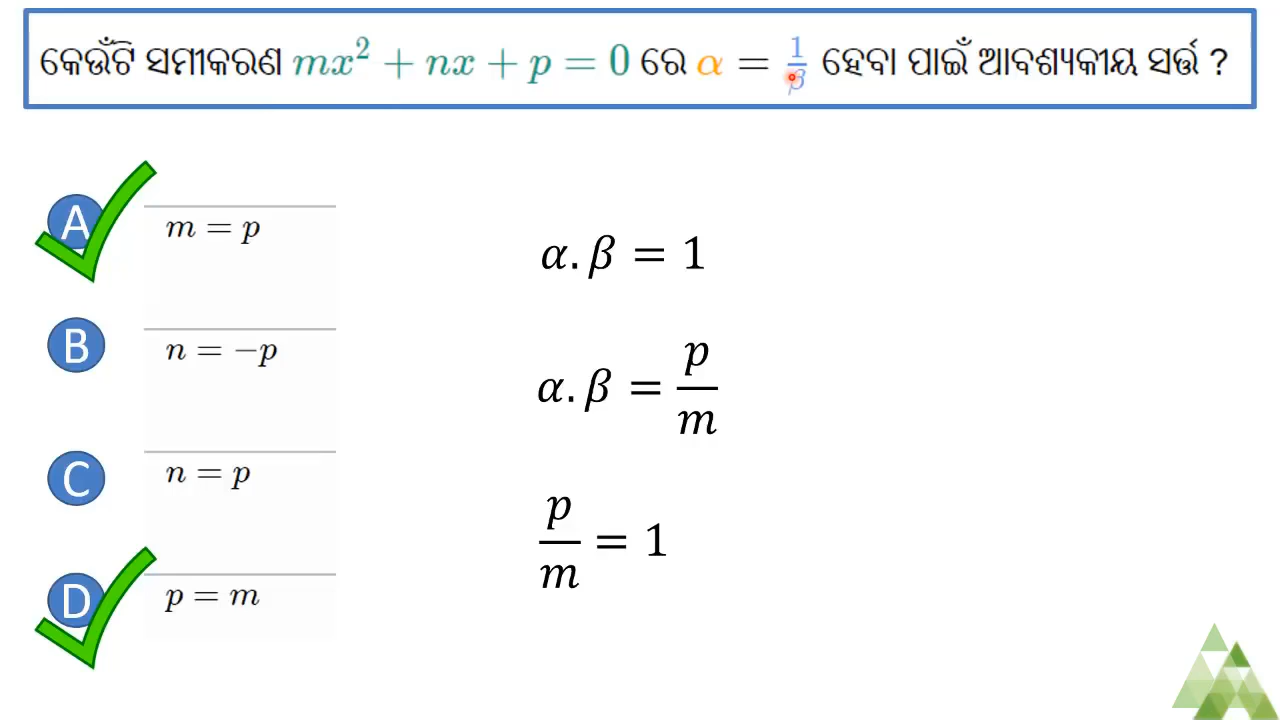 କେଉଁଟି ସମୀକରଣ mx² + nx + p = 0 ରେ α = 1/β ହେବା ପାଇଁ ଆବଶ୍ୟକୀୟ ସର୍ତ୍ତ ?
A m = p
B n = −p
C n = p
D p = m
α. β = 1
α. β = p/m
p/m = 1